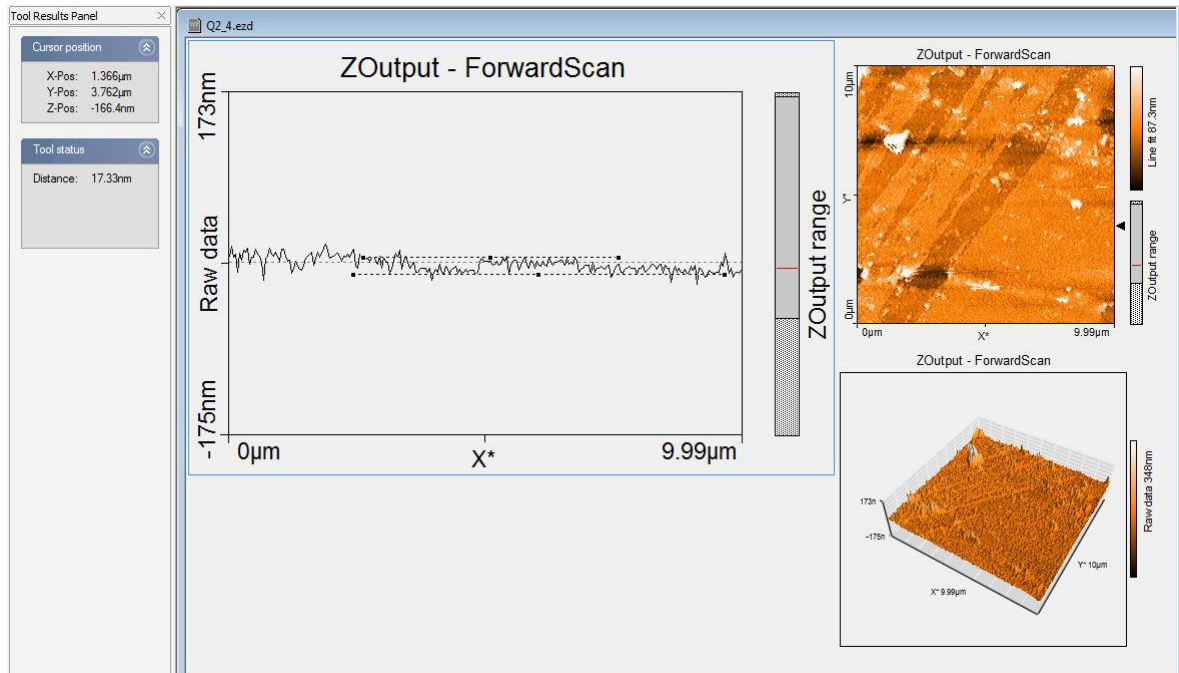 Tool Results Panel
Cursor position
X-Pos: 1.366µm
Y-Pos: 3.762µm
Z-Pos: -166.4nm
Tool status
Distance: 17.33nm
Q2_4.ezd
ZOutput - ForwardScan
173nm
Raw data
-175nm
0µm
X*
9.99µm
ZOutput range
ZOutput - ForwardScan
10µm
Y*
0µm
0µm
X*
9.99µm
Line fit 87.3nm
ZOutput range
ZOutput - ForwardScan
173n
-175n
X* 9.99µm
Y* 10µm
Raw data 348nm